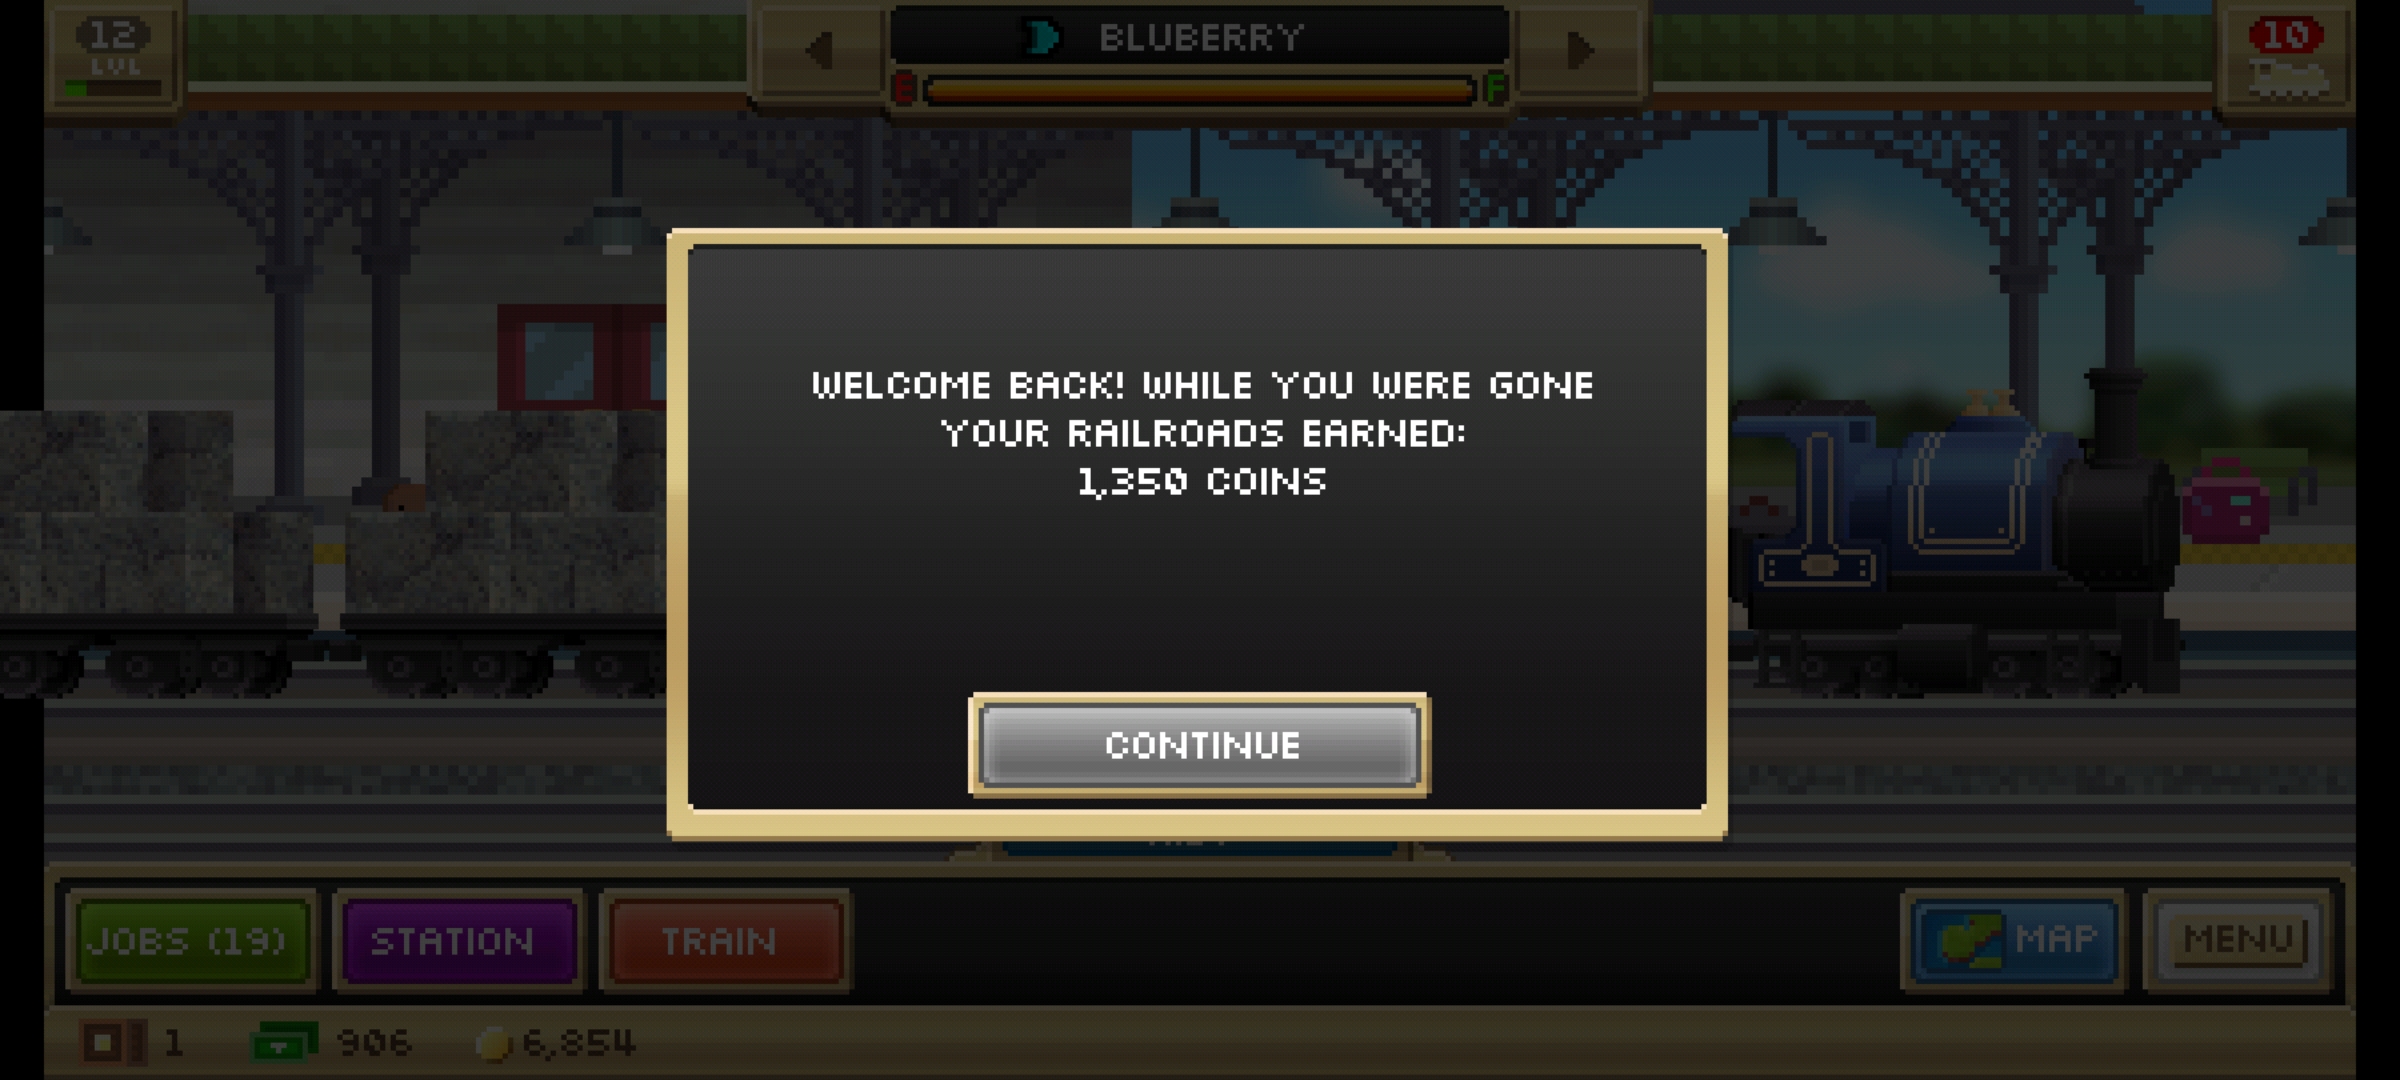 12
LVL
BLUBERRY
E
F
10
WELCOME BACK! WHILE YOU WERE GONE
YOUR RAILROADS EARNED:
1,350 COINS
CONTINUE
JOBS (19)
STATION
TRAIN
MAP
MENU
1
906
6,854